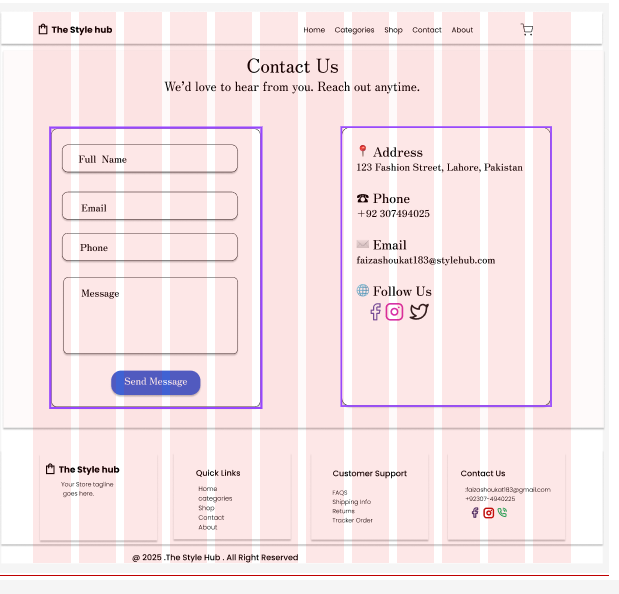 The Style hub Home Categories Shop Contact About
Contact Us
We'd love to hear from you. Reach out anytime.
Full Name
Email
Phone
Message
Send Message
Address
123 Fashion Street, Lahore, Pakistan
Phone
+92 307494025
Email
faizashoukat183@stylehub.com
Follow Us
The Style hub
Your Store tagline
goes here.
Quick Links
Home
categories
Shop
Contact
About
Customer Support
FAQS
Shipping Info
Returns
Tracker Order
Contact Us
:faizashoukat183@gmail.com
+92307-4940225
@ 2025 .The Style Hub . All Right Reserved